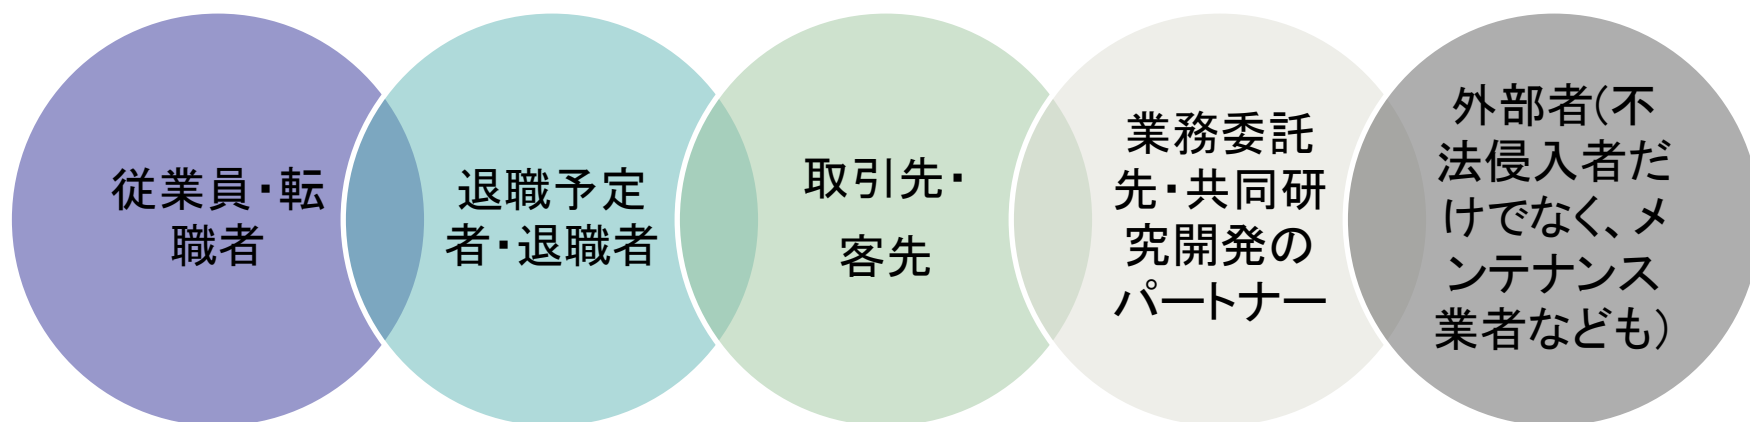 従業員・転
職者
退職予定
者・退職者
取引先・
客先
業務委託
先・共同研
究開発の
パートナー
外部者(不
法侵入者だ
けでなく、メ
ンテナンス
業者なども)